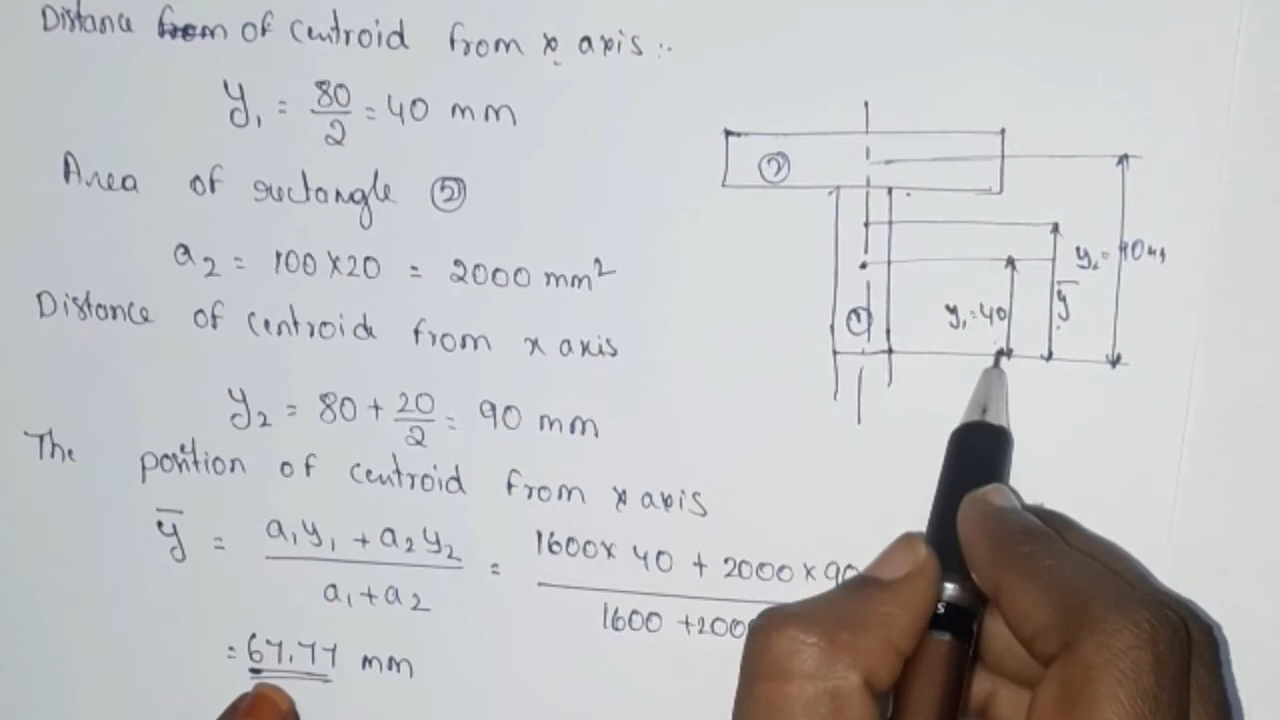 Distance from of centroid from x axis :-
y₁ = 80/2 = 40 mm
Area of rectangle ②
a₂ = 100 × 20 = 2000 mm²
Distance of centroid from x axis
y₂ = 80 + 20/2 = 90 mm
The position of centroid from x axis
ȳ = a₁y₁ + a₂y₂ / a₁ + a₂ = 1600 × 40 + 2000 × 90 / 1600 + 200
= 67.77 mm
②
①
y₁ = 40
ȳ
y₂ =